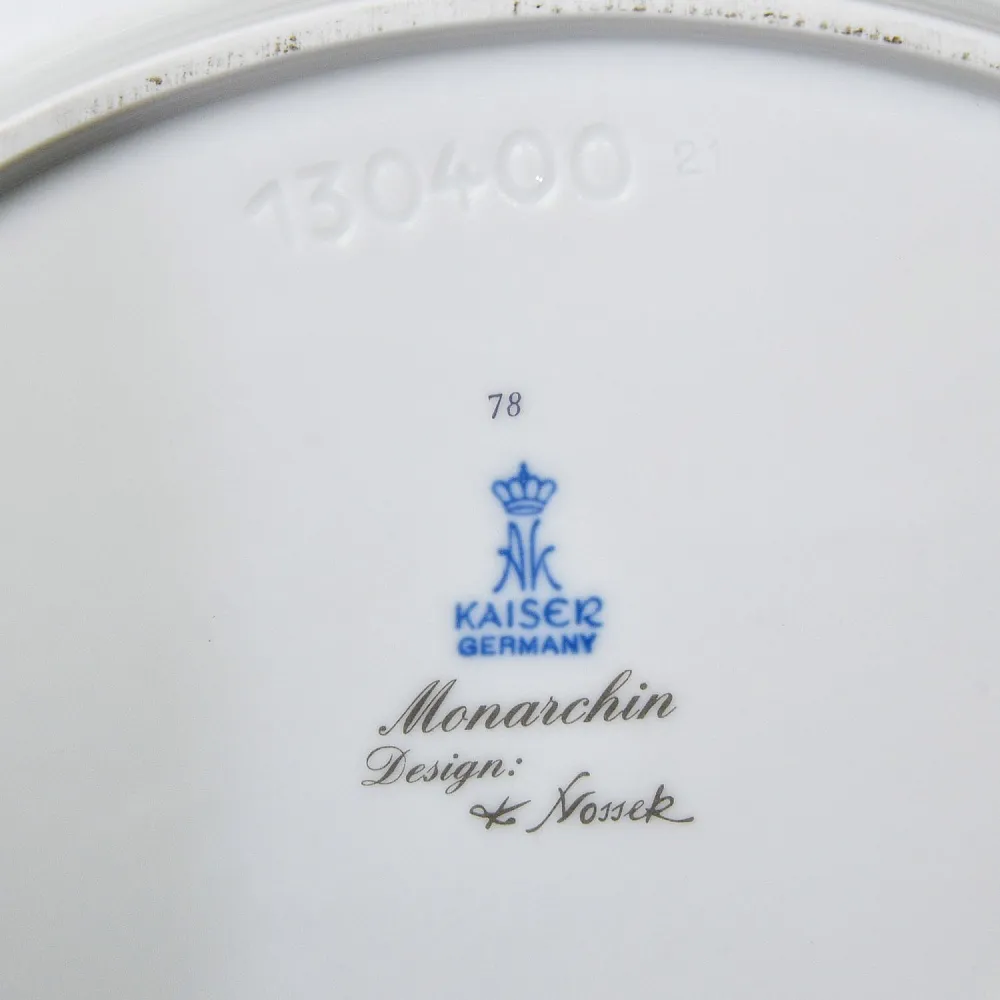 130400 21
78
AK
KAISER
GERMANY
Monarchin
Design:
K Nossek